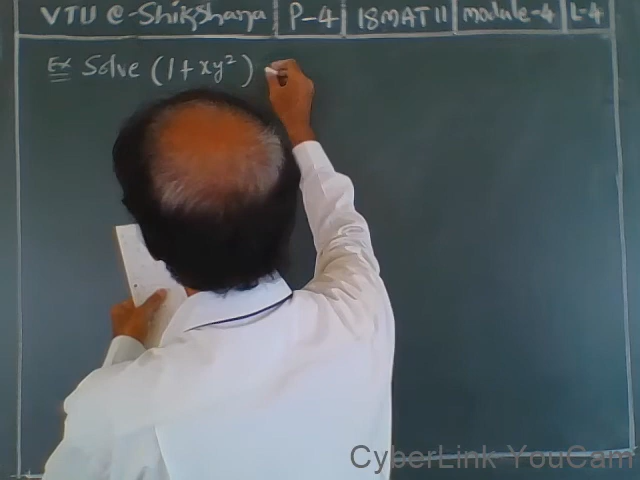 VTU e-Shikshana P-4 18MAT11 module-4 L-4
Ex Solve (1+xy²)
CyberLink YouCam